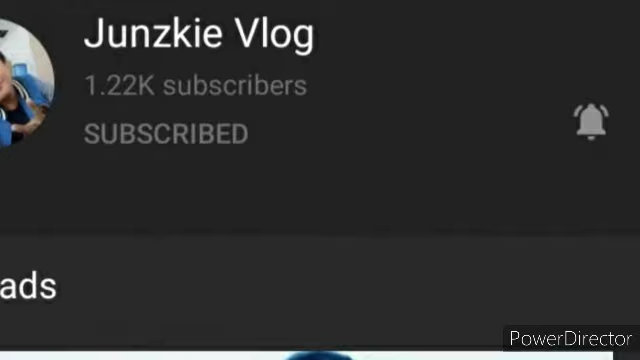 Junzkie Vlog
1.22K subscribers
SUBSCRIBED
ads
PowerDirector